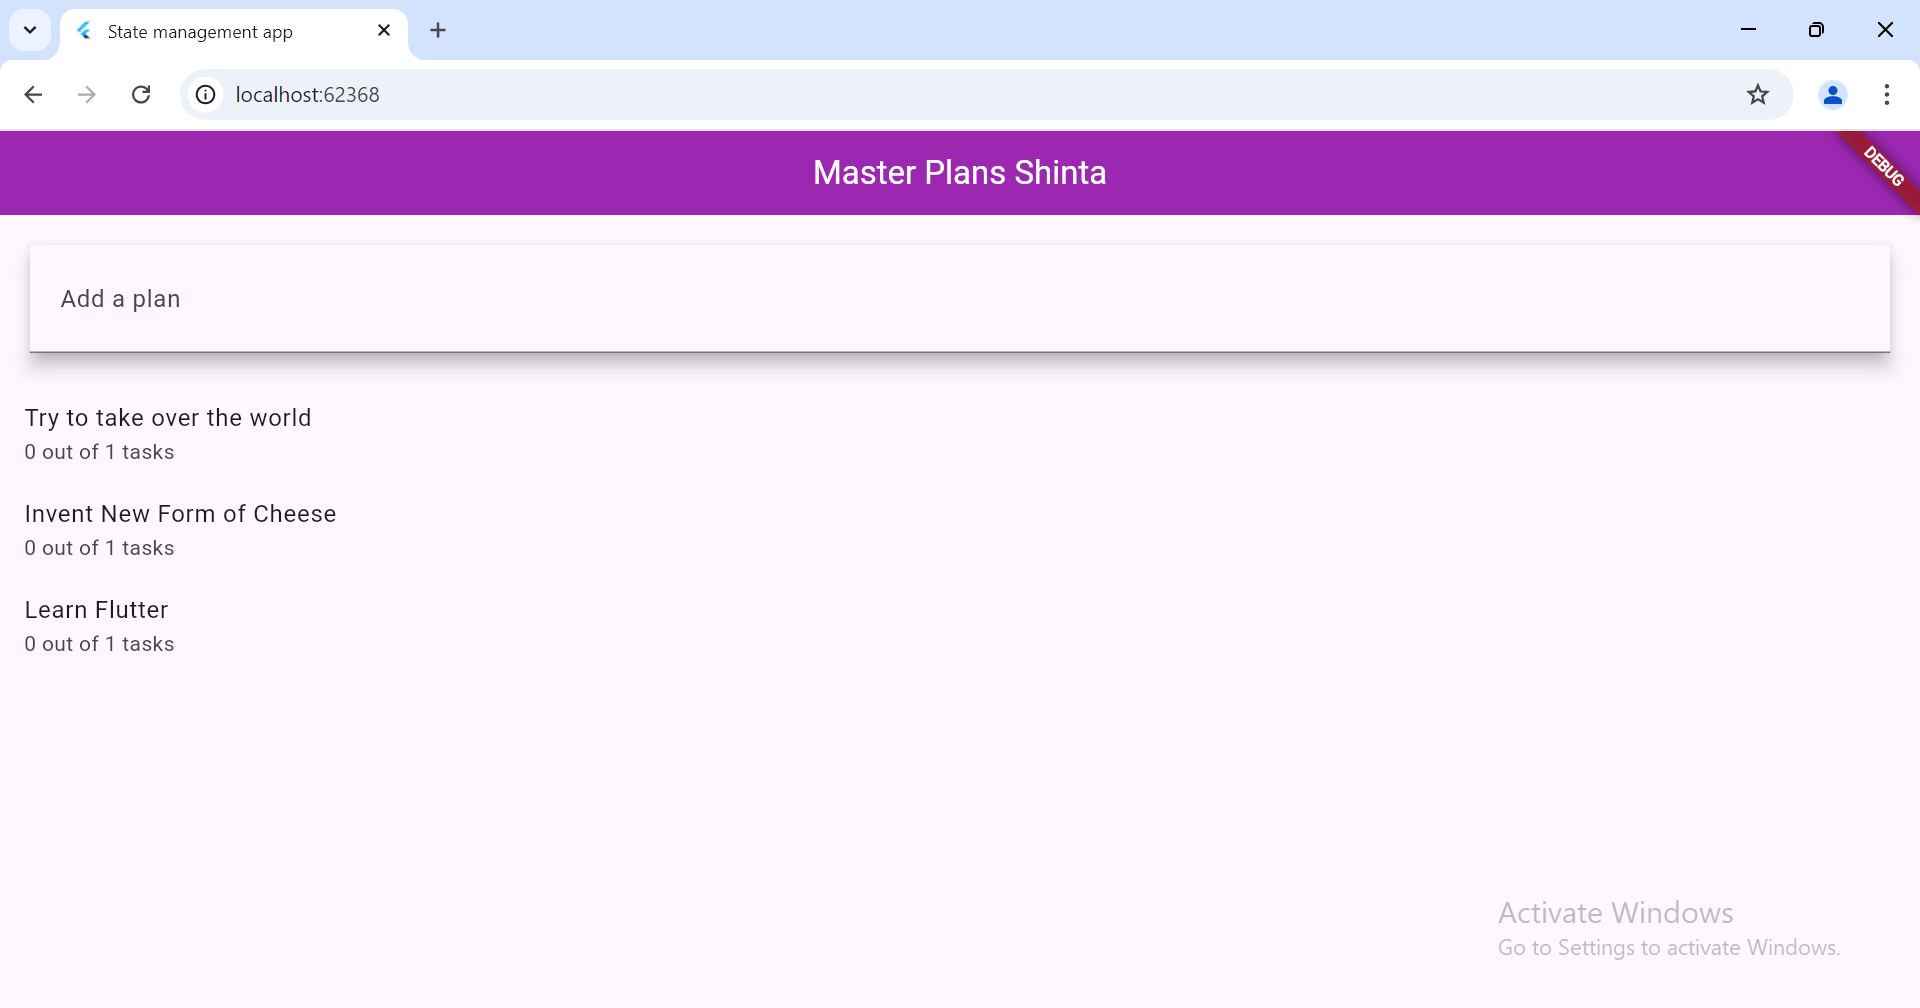 State management app
localhost:62368
Master Plans Shinta
DEBUG
Add a plan
Try to take over the world
0 out of 1 tasks
Invent New Form of Cheese
0 out of 1 tasks
Learn Flutter
0 out of 1 tasks
Activate Windows
Go to Settings to activate Windows.